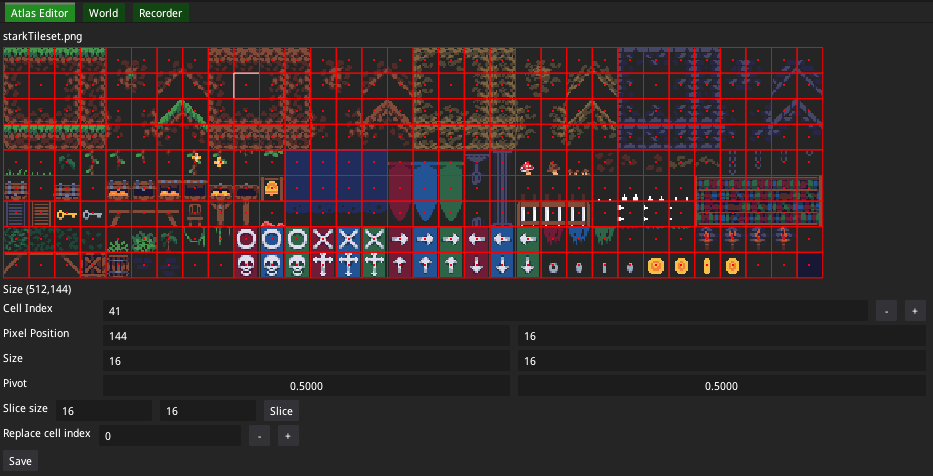 Atlas Editor World Recorder
starkTileset.png
Size (512,144)
Cell Index 41 - +
Pixel Position 144 16
Size 16 16
Pivot 0.5000 0.5000
Slice size 16 16 Slice
Replace cell index 0 - +
Save